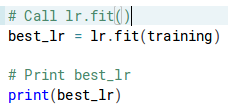 # Call lr.fit()
best_lr = lr.fit(training)

# Print best_lr
print(best_lr)